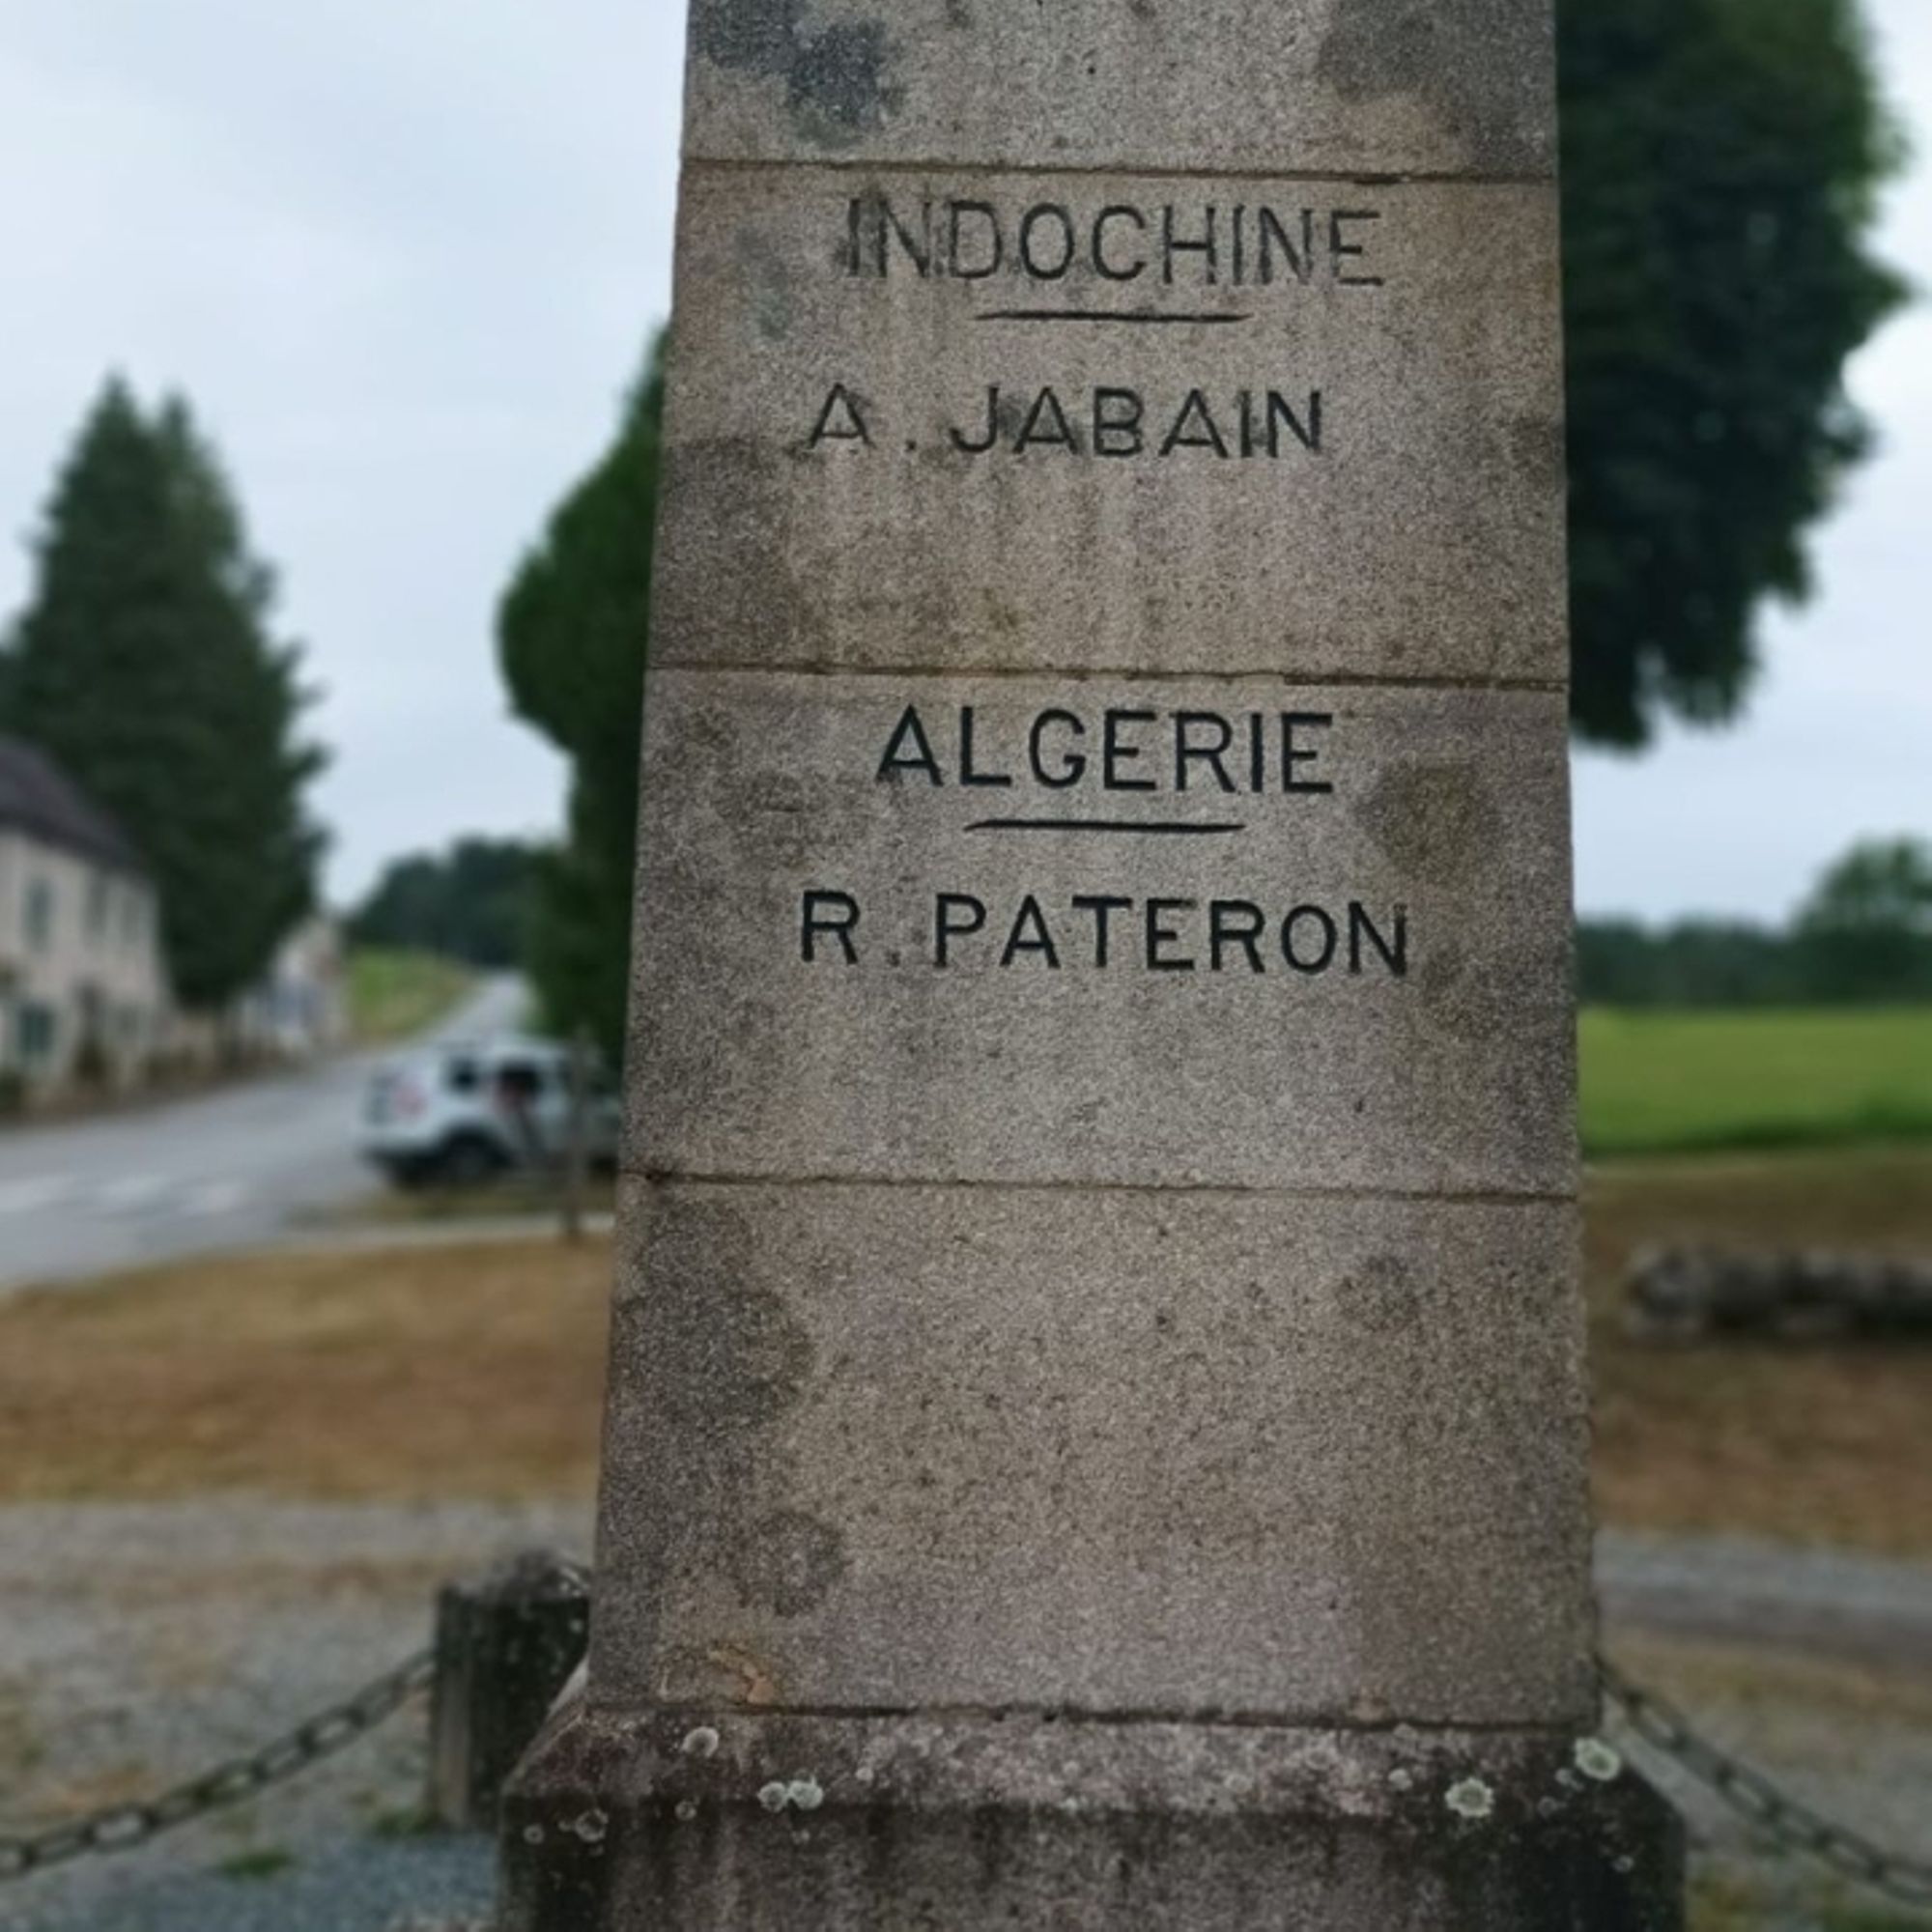 INDOCHINE
A. JABAIN
ALGERIE
R. PATERON